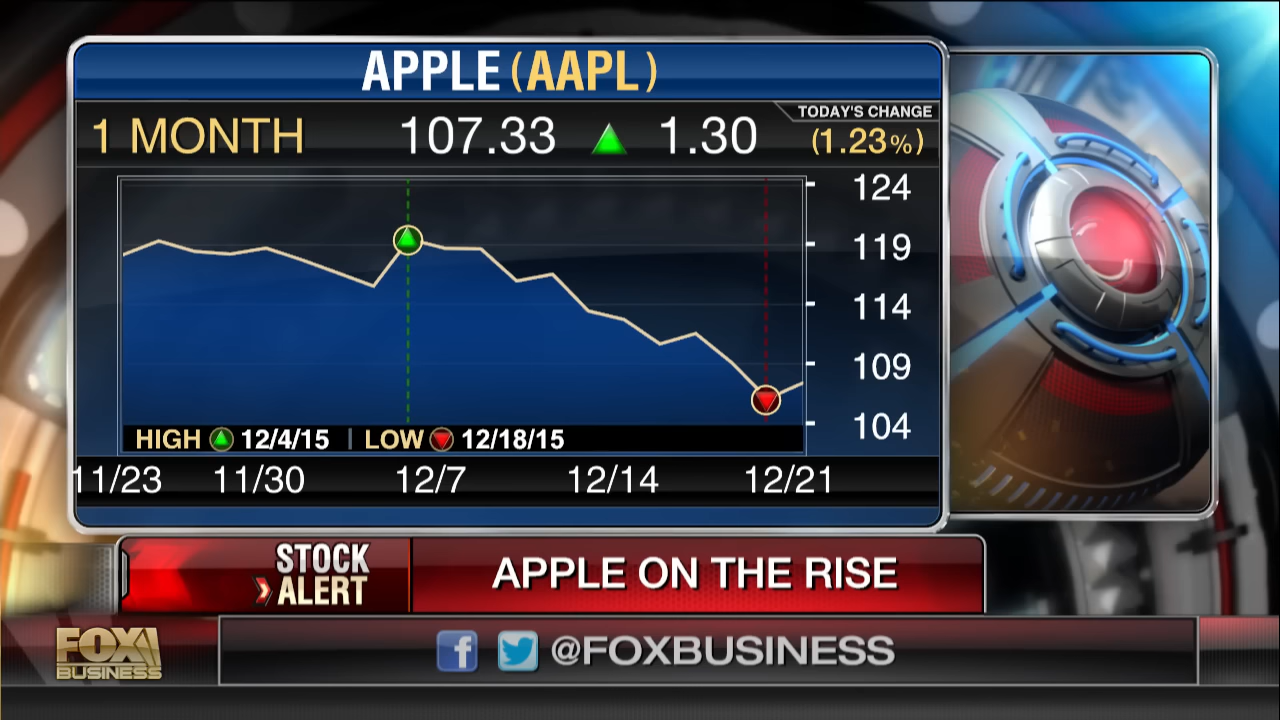 APPLE (AAPL)
TODAY'S CHANGE
1 MONTH 107.33 1.30 (1.23%)
124
119
114
109
104
HIGH 12/4/15 | LOW 12/18/15
11/23 11/30 12/7 12/14 12/21
STOCK
ALERT
APPLE ON THE RISE
FOX
BUSINESS
f @FOXBUSINESS